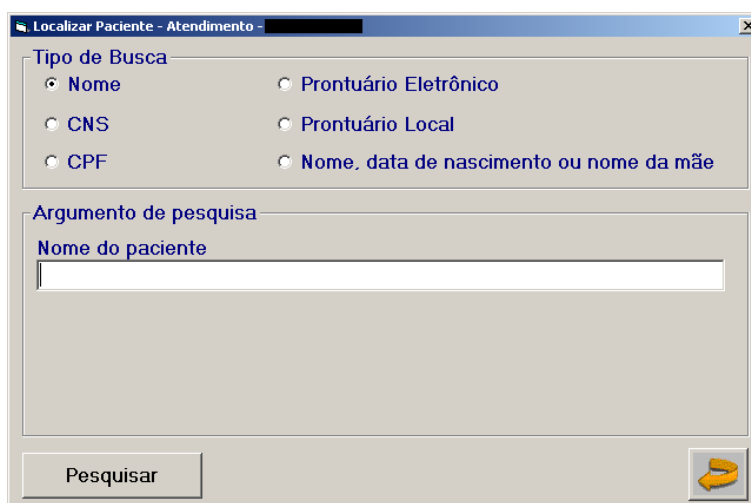 Localizar Paciente - Atendimento -
Tipo de Busca
Nome
Prontuário Eletrônico
CNS
Prontuário Local
CPF
Nome, data de nascimento ou nome da mãe
Argumento de pesquisa
Nome do paciente
Pesquisar